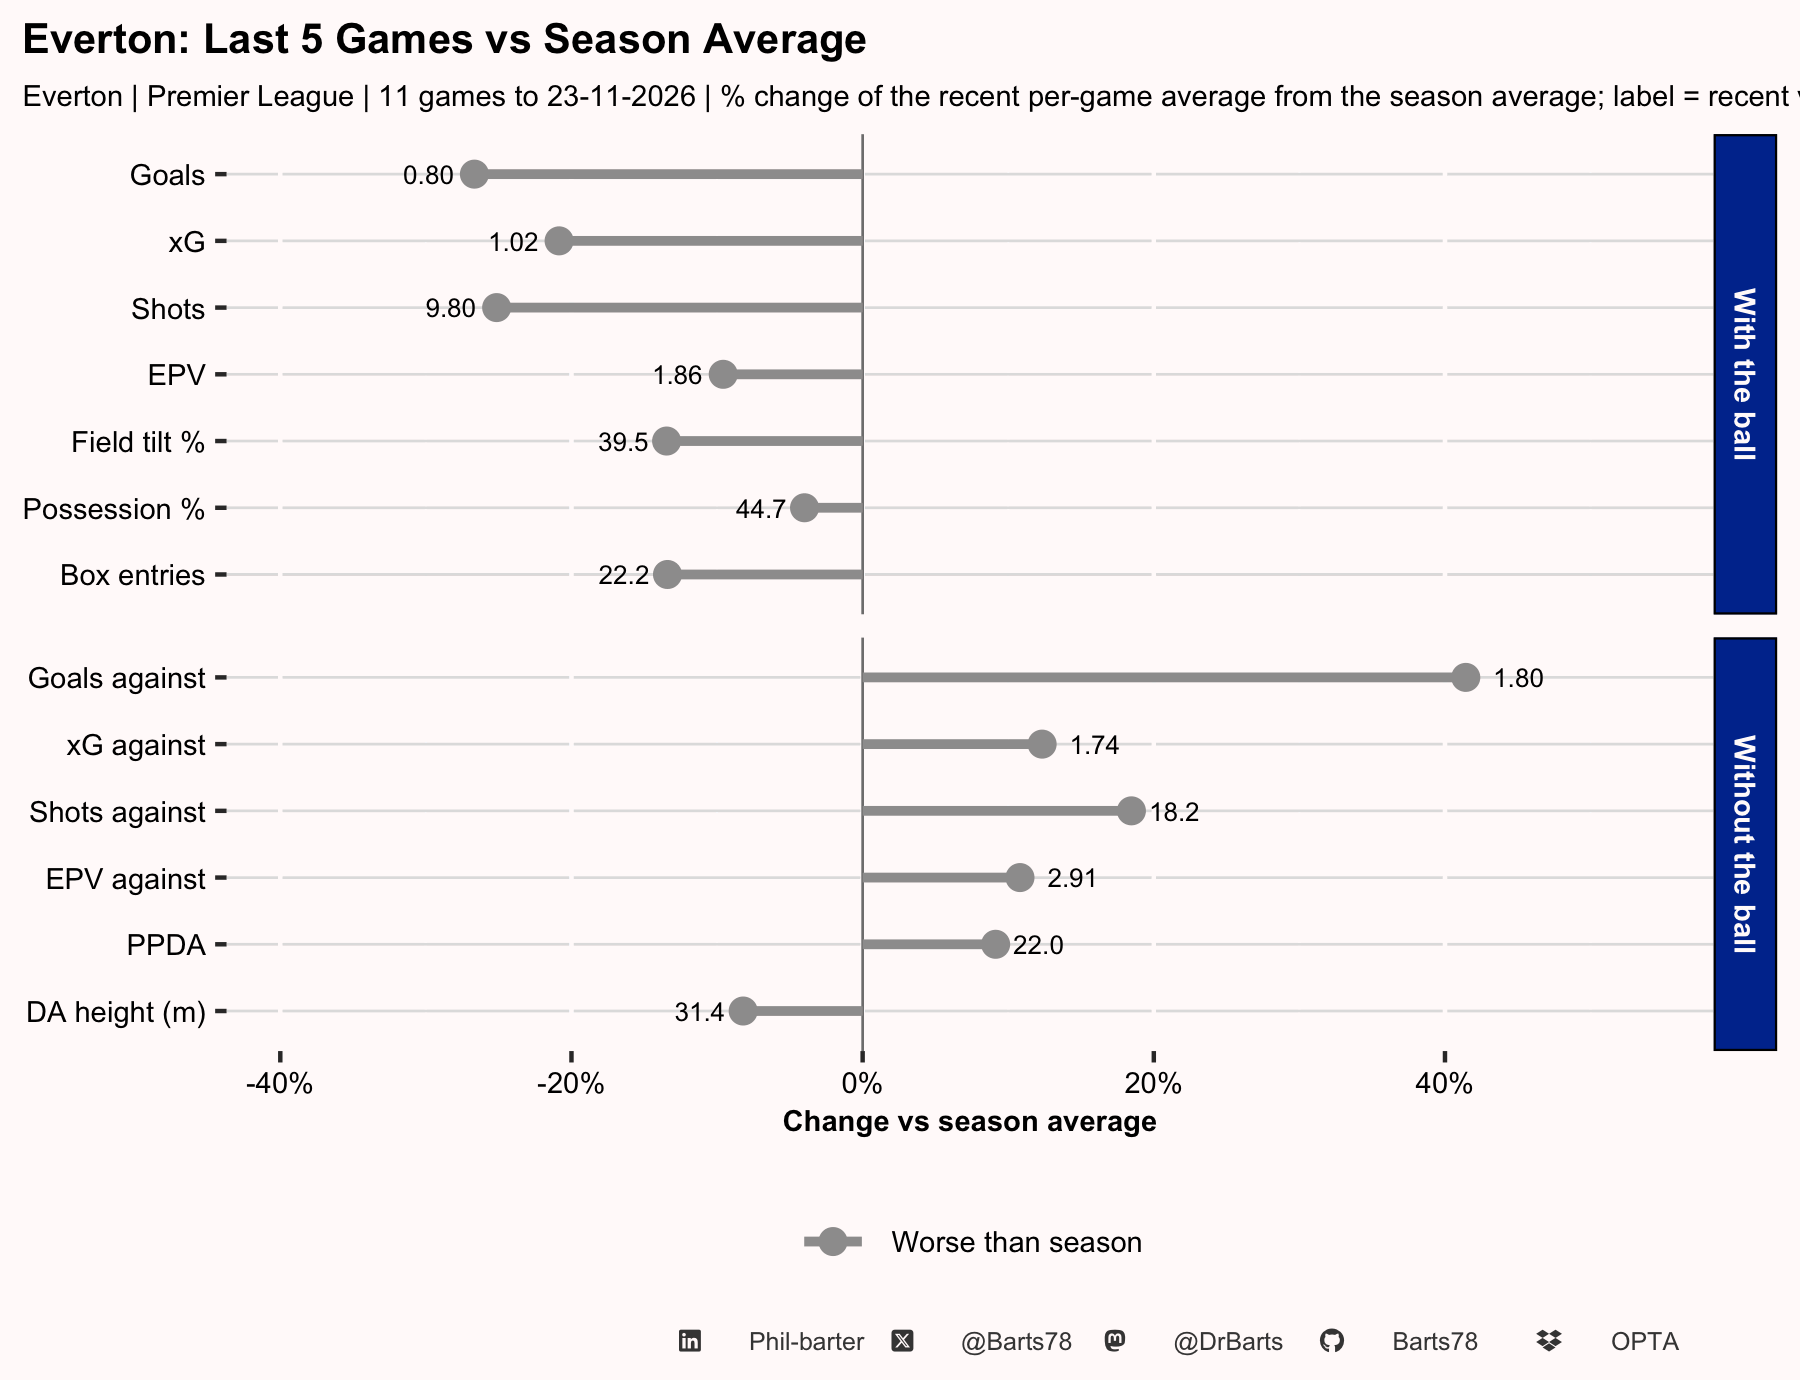 Everton: Last 5 Games vs Season Average
Everton | Premier League | 11 games to 23-11-2026 | % change of the recent per-game average from the season average; label = recent
With the ball
Goals
0.80
xG
1.02
Shots
9.80
EPV
1.86
Field tilt %
39.5
Possession %
44.7
Box entries
22.2
Without the ball
Goals against
1.80
xG against
1.74
Shots against
18.2
EPV against
2.91
PPDA
22.0
DA height (m)
31.4
-40% -20% 0% 20% 40%
Change vs season average
Worse than season
Phil-barter @Barts78 @DrBarts Barts78 OPTA